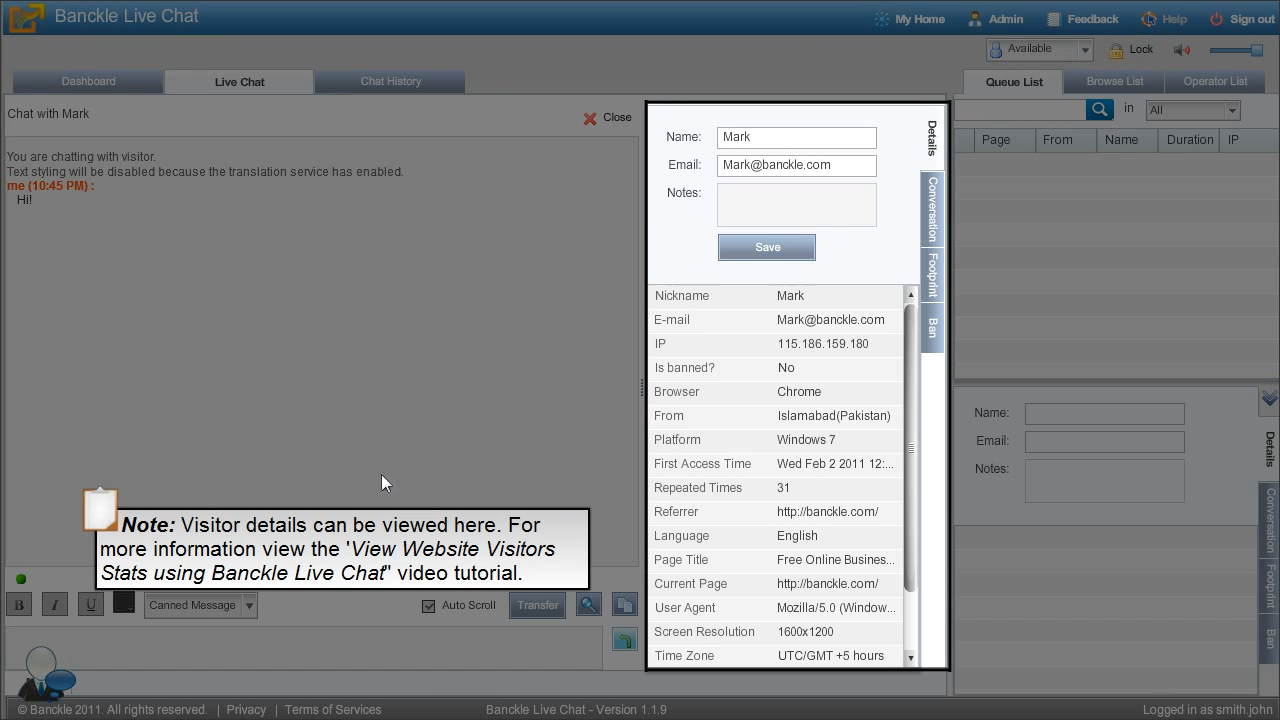 Banckle Live Chat
My Home Admin Feedback Help Sign out
Available Lock
Dashboard Live Chat Chat History
Queue List Browse List Operator List
Chat with Mark
Close
in All
Page From Name Duration IP
You are chatting with visitor.
Text styling will be disabled because the translation service has enabled.
me (10:45 PM) :
Hi!
Name: Mark
Email: Mark@banckle.com
Notes:
Save
Details
Conversation
Footprint
Ban
Nickname Mark
E-mail Mark@banckle.com
IP 115.186.159.180
Is banned? No
Browser Chrome
From Islamabad(Pakistan)
Platform Windows 7
First Access Time Wed Feb 2 2011 12:...
Repeated Times 31
Referrer http://banckle.com/
Language English
Page Title Free Online Busines...
Current Page http://banckle.com/
User Agent Mozilla/5.0 (Window...
Screen Resolution 1600x1200
Time Zone UTC/GMT +5 hours
Name:
Email:
Notes:
Details
Conversation
Footprint
Ban
Note: Visitor details can be viewed here. For
more information view the 'View Website Visitors
Stats using Banckle Live Chat" video tutorial.
B I U Canned Message Auto Scroll Transfer
© Banckle 2011. All rights reserved. | Privacy | Terms of Services Banckle Live Chat - Version 1.1.9 Logged in as smith.john